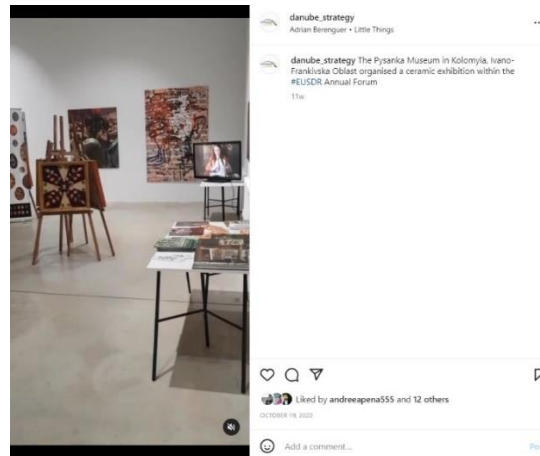 danube_strategy
Adrian Berenguer • Little Things
danube_strategy The Pysanka Museum in Kolomyia, Ivano-
Frankivska Oblast organised a ceramic exhibition within the
#EUSDR Annual Forum
11w
Liked by andreeapena555 and 12 others
OCTOBER 19, 2022
Add a comment...
Po